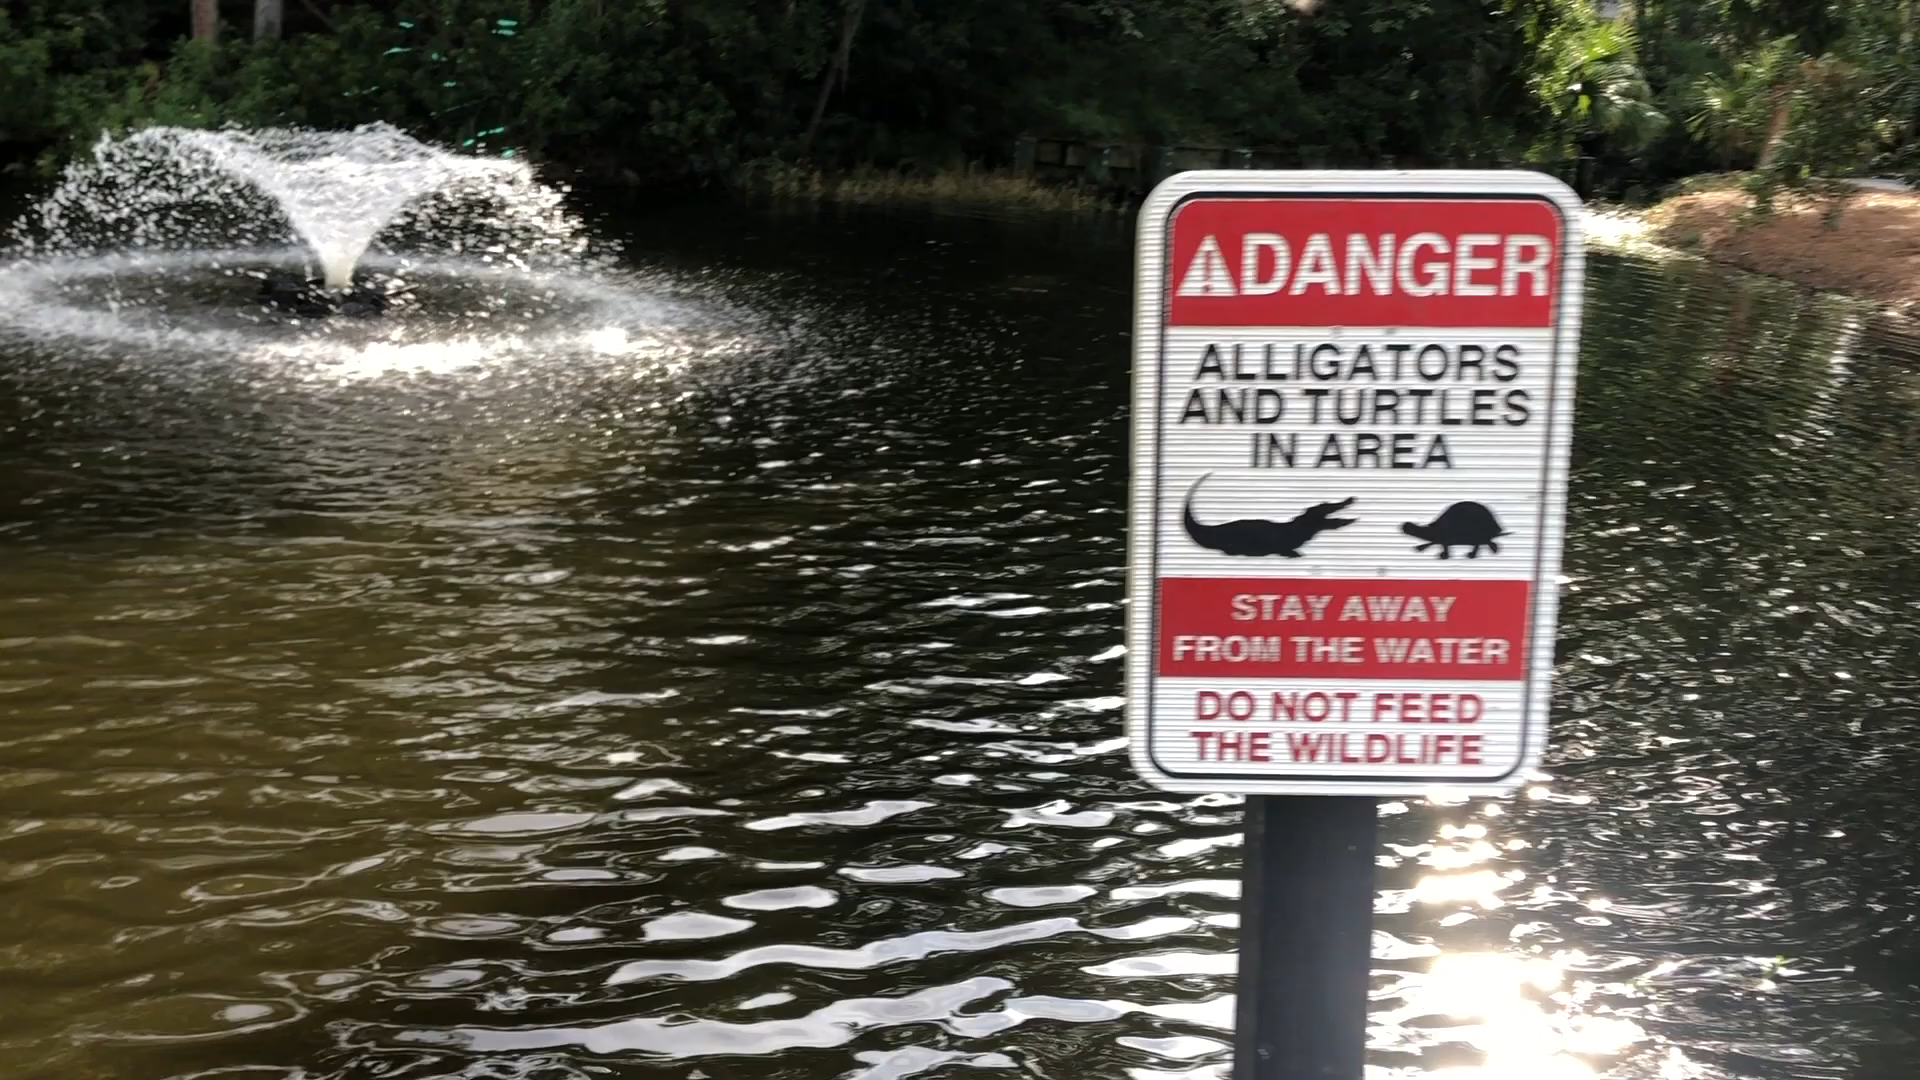 DANGER
ALLIGATORS
AND TURTLES
IN AREA
STAY AWAY
FROM THE WATER
DO NOT FEED
THE WILDLIFE